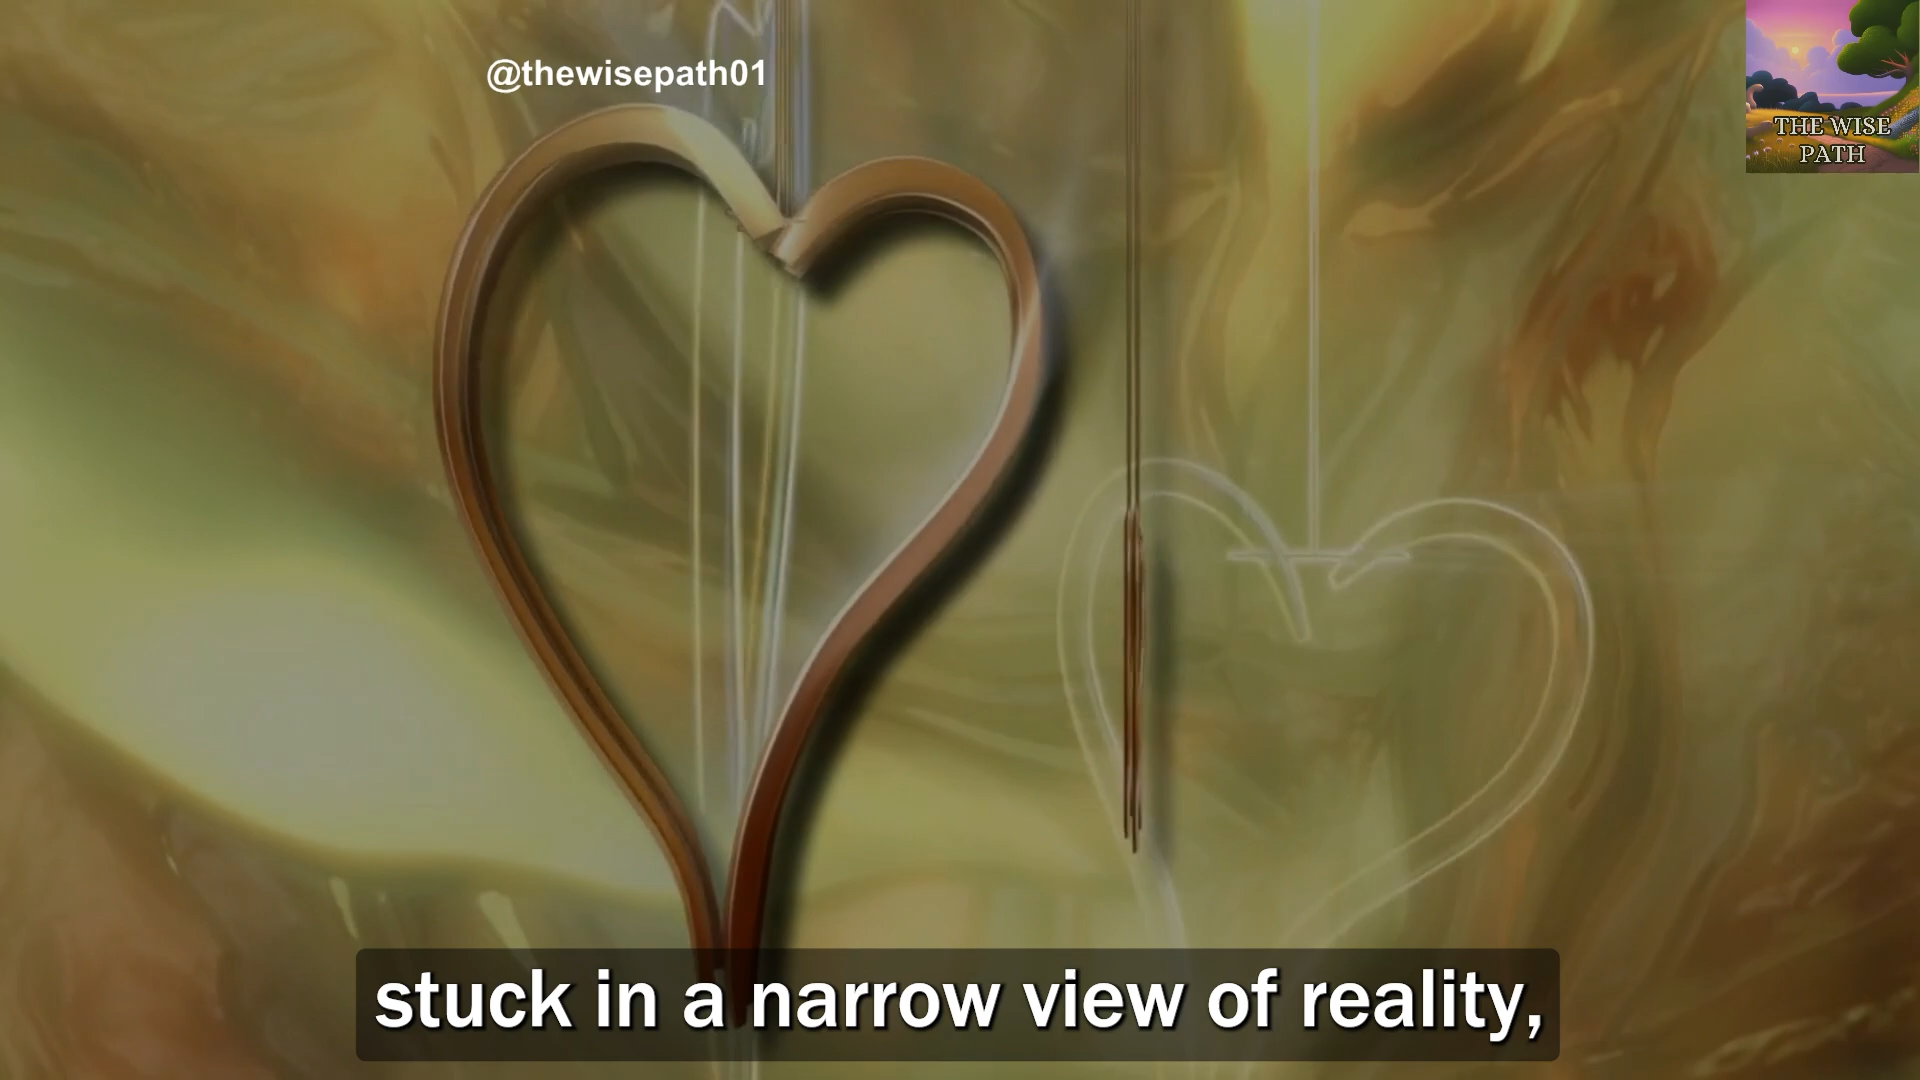 @thewisepath01
THE WISE
PATH
stuck in a narrow view of reality,